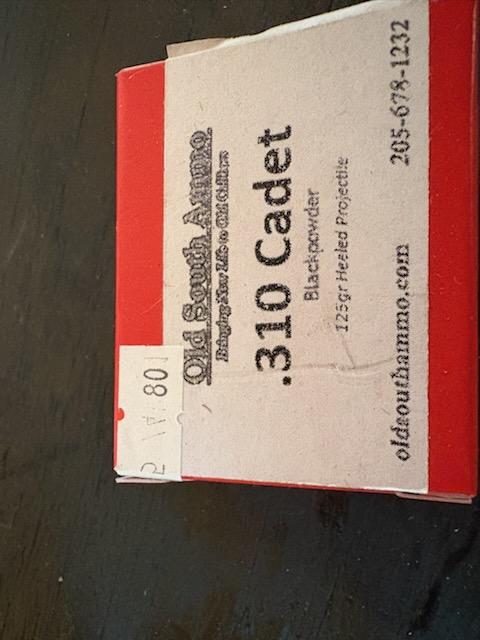 Old South Ammo
Bringing New Life to Old Calibers
.310 Cadet
Blackpowder
125gr Heeled Projectile
oldsouthammo.com 205-678-1232
801